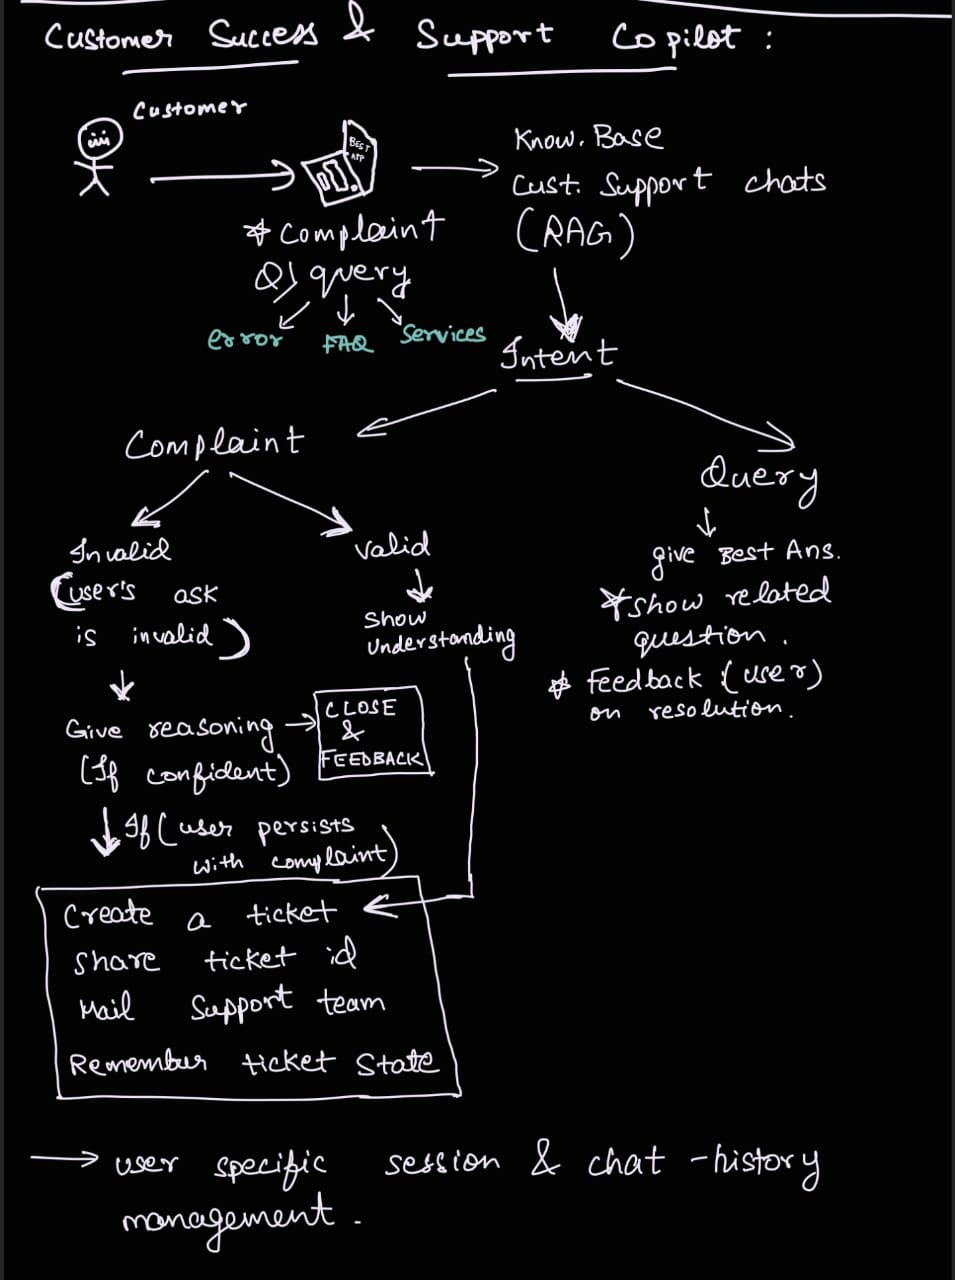 Customer Success & Support Copilot :
Customer
BEST
APP
Know. Base
Cust. Support chats
(RAG)
* Complaint
Q) query
error FAQ Services
Intent
Complaint
Query
Invalid
(user's ask
is invalid)
Valid
Show
Understanding
give Best Ans.
* show related
question.
* Feedback (user)
on resolution.
Give reasoning
(If confident)
CLOSE
&
FEEDBACK
If (user persists
with complaint)
Create a ticket
Share ticket id
Mail Support team
Remember ticket State
user specific session & chat-history
management.